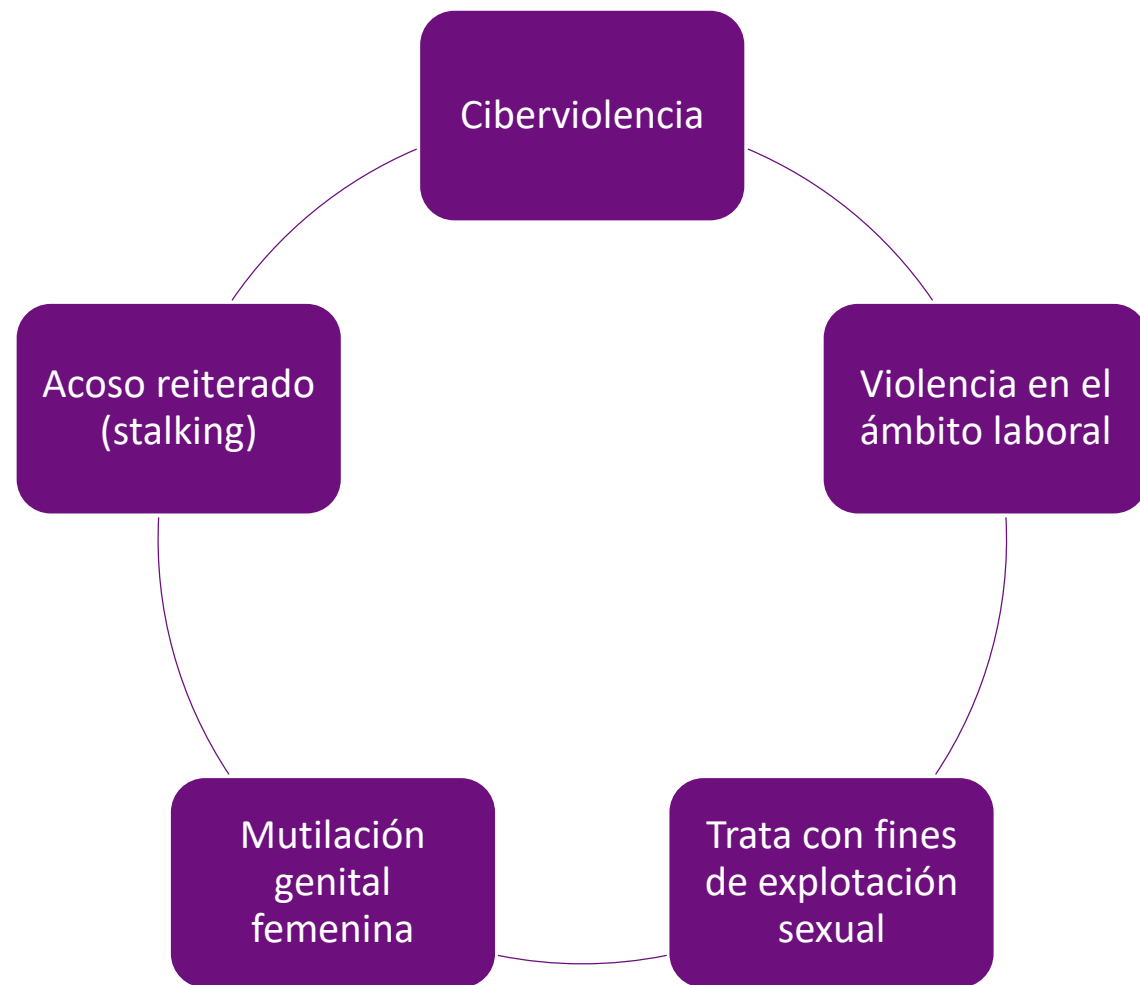 Ciberviolencia
Violencia en el
ámbito laboral
Trata con fines
de explotación
sexual
Mutilación
genital
femenina
Acoso reiterado
(stalking)